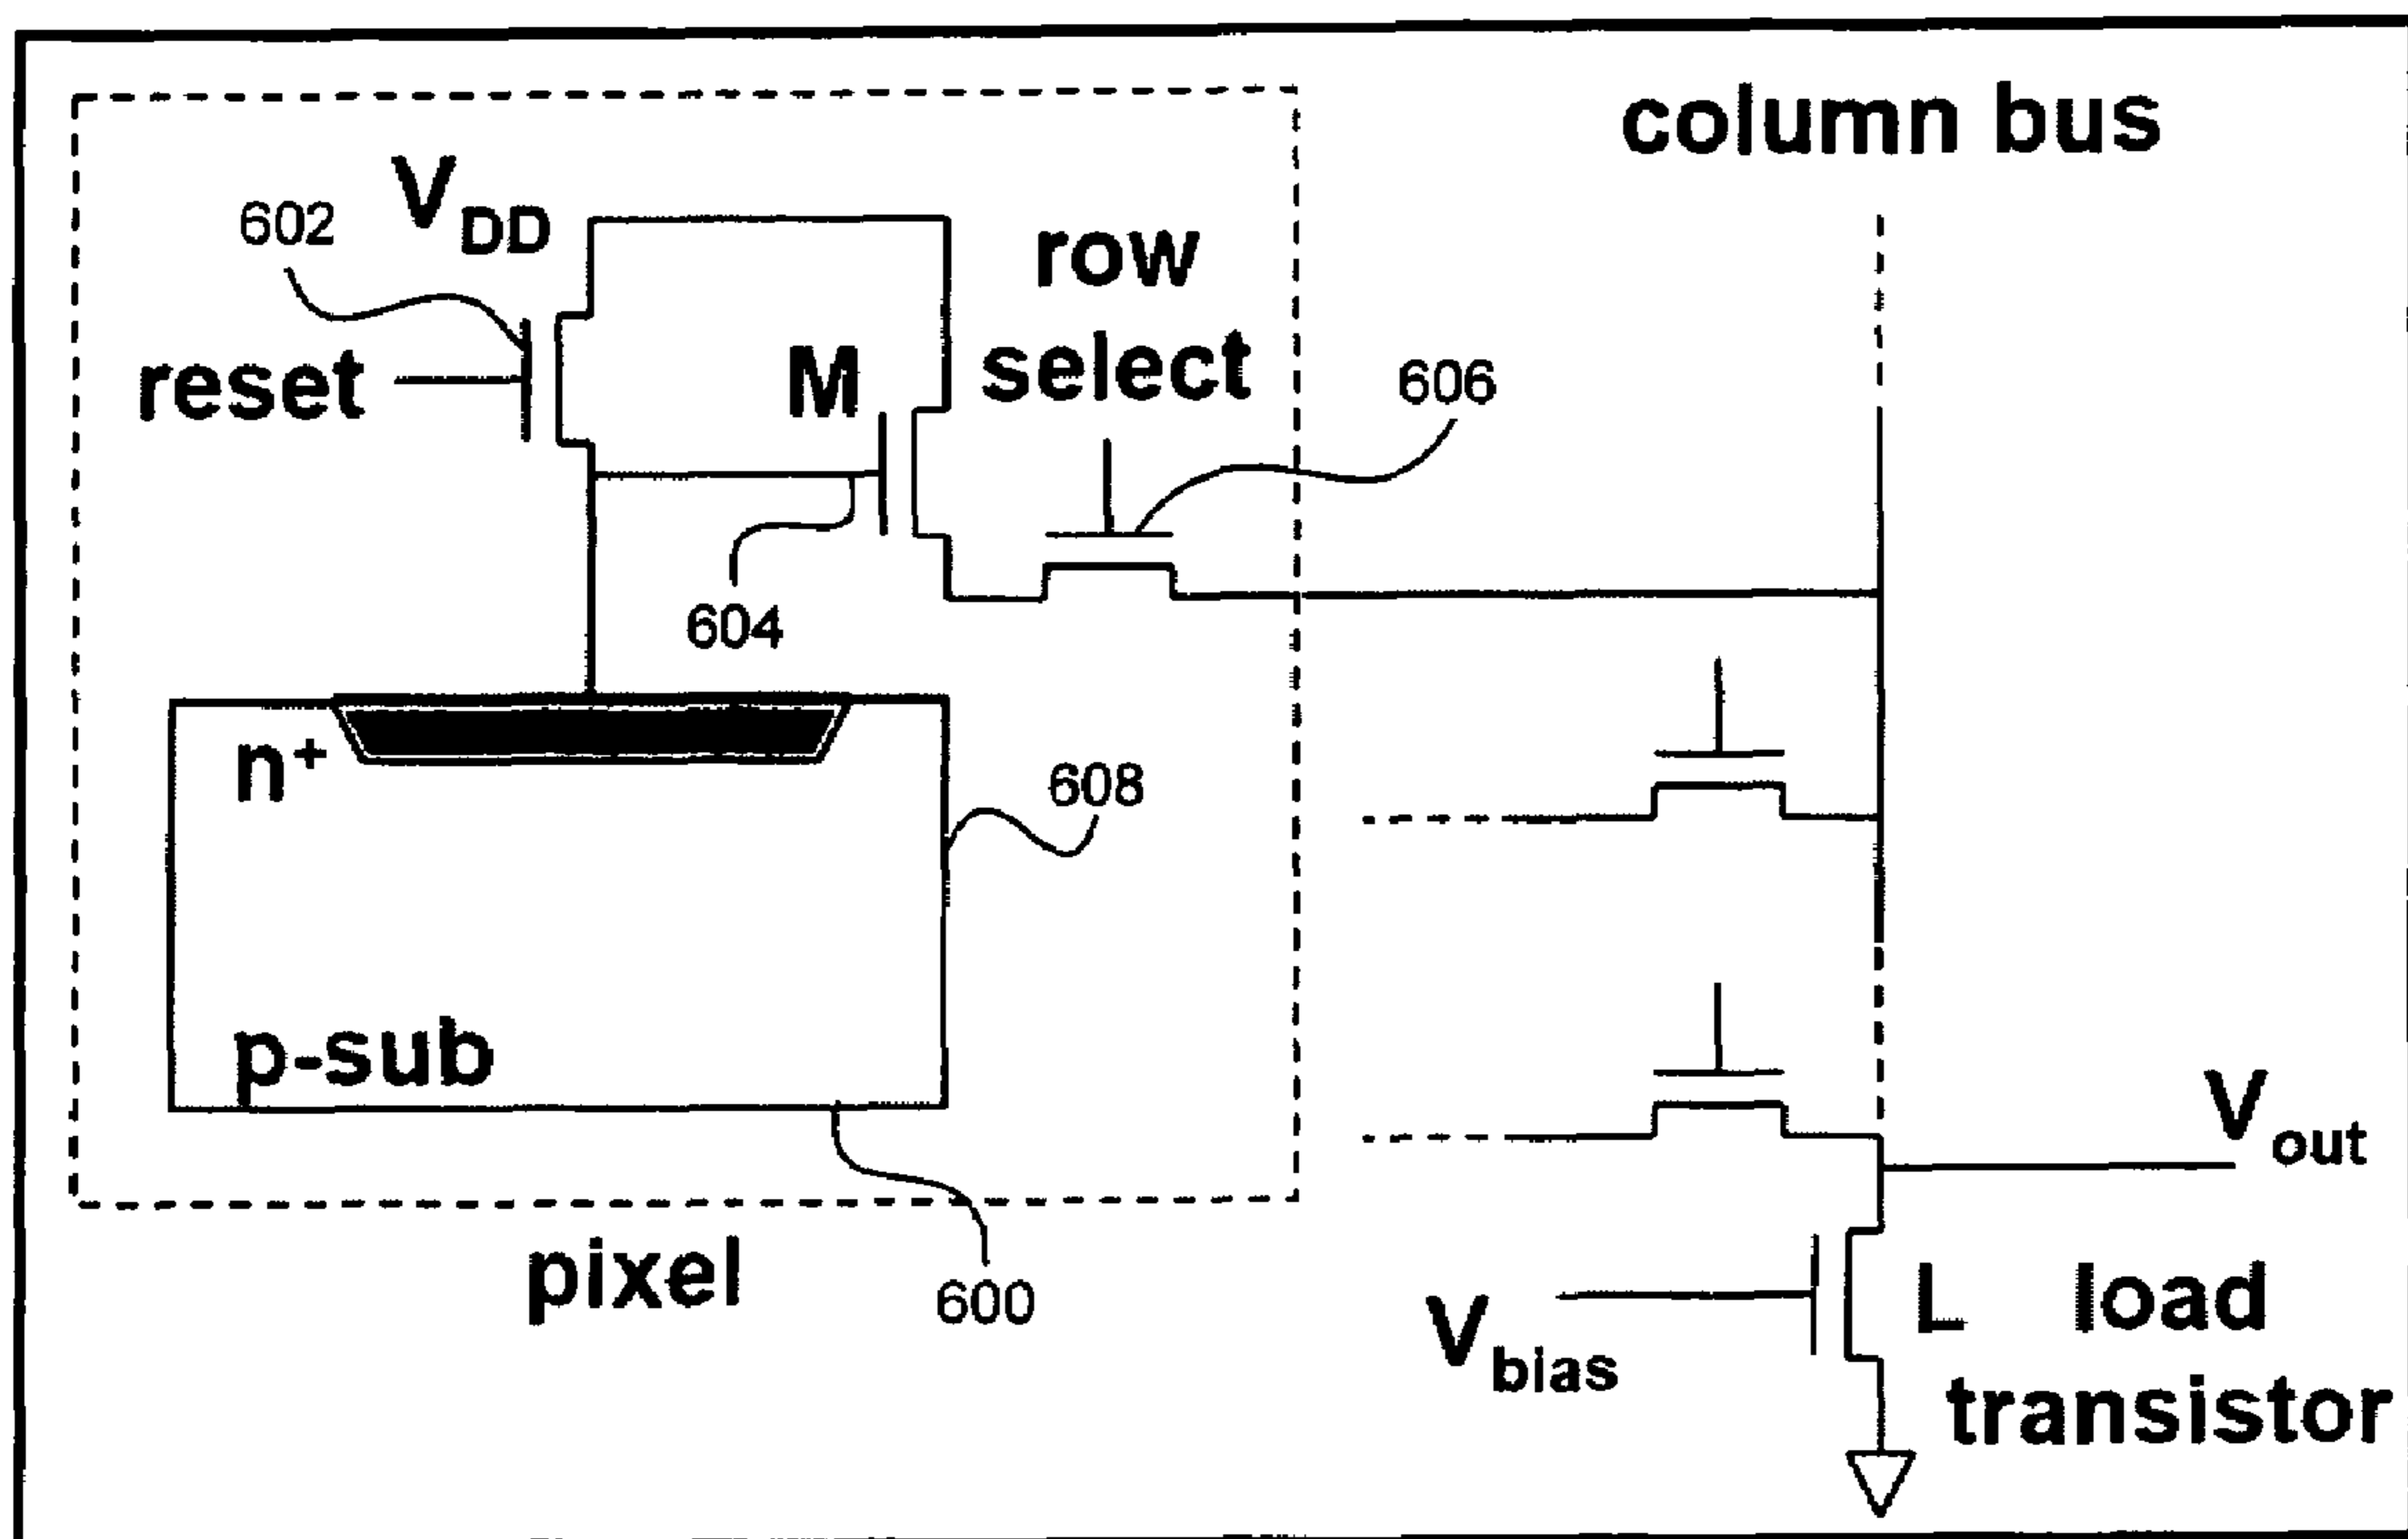 column bus
V_DD
602
row
select
reset
M
606
604
n⁺
608
p-sub
V_out
pixel
600
V_bias
L load
transistor